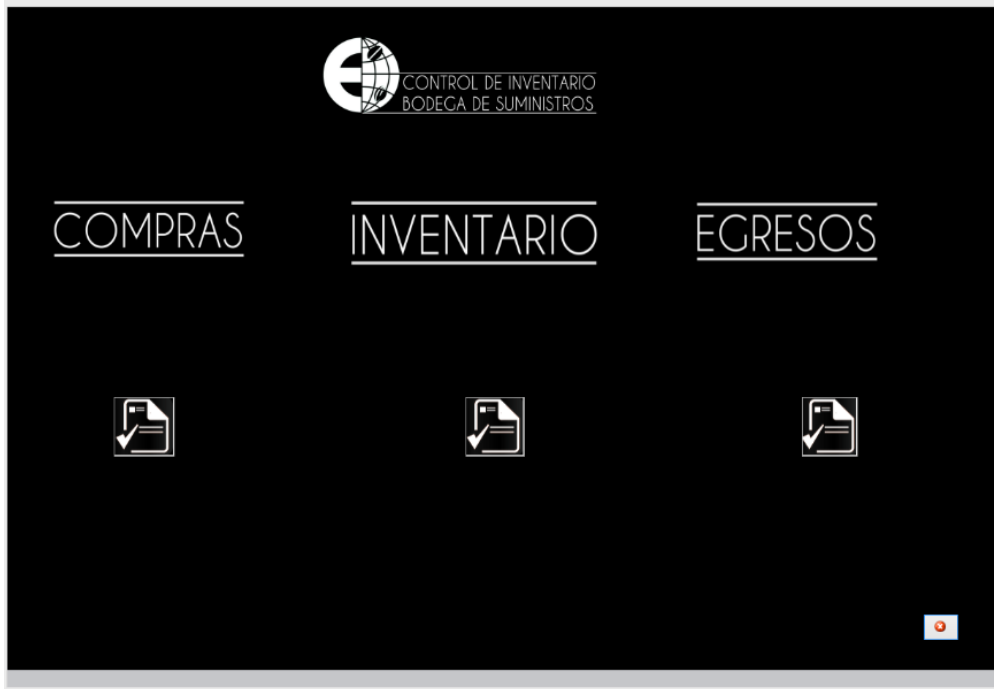 CONTROL DE INVENTARIO
BODEGA DE SUMINISTROS
COMPRAS
INVENTARIO
EGRESOS